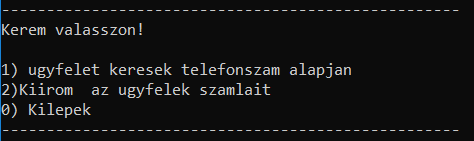 ---------------------------------------------------
Kerem valasszon!
1) ugyfelet keresek telefonszam alapjan
2)Kiirom  az ugyfelek szamlait
0) Kilepek
---------------------------------------------------